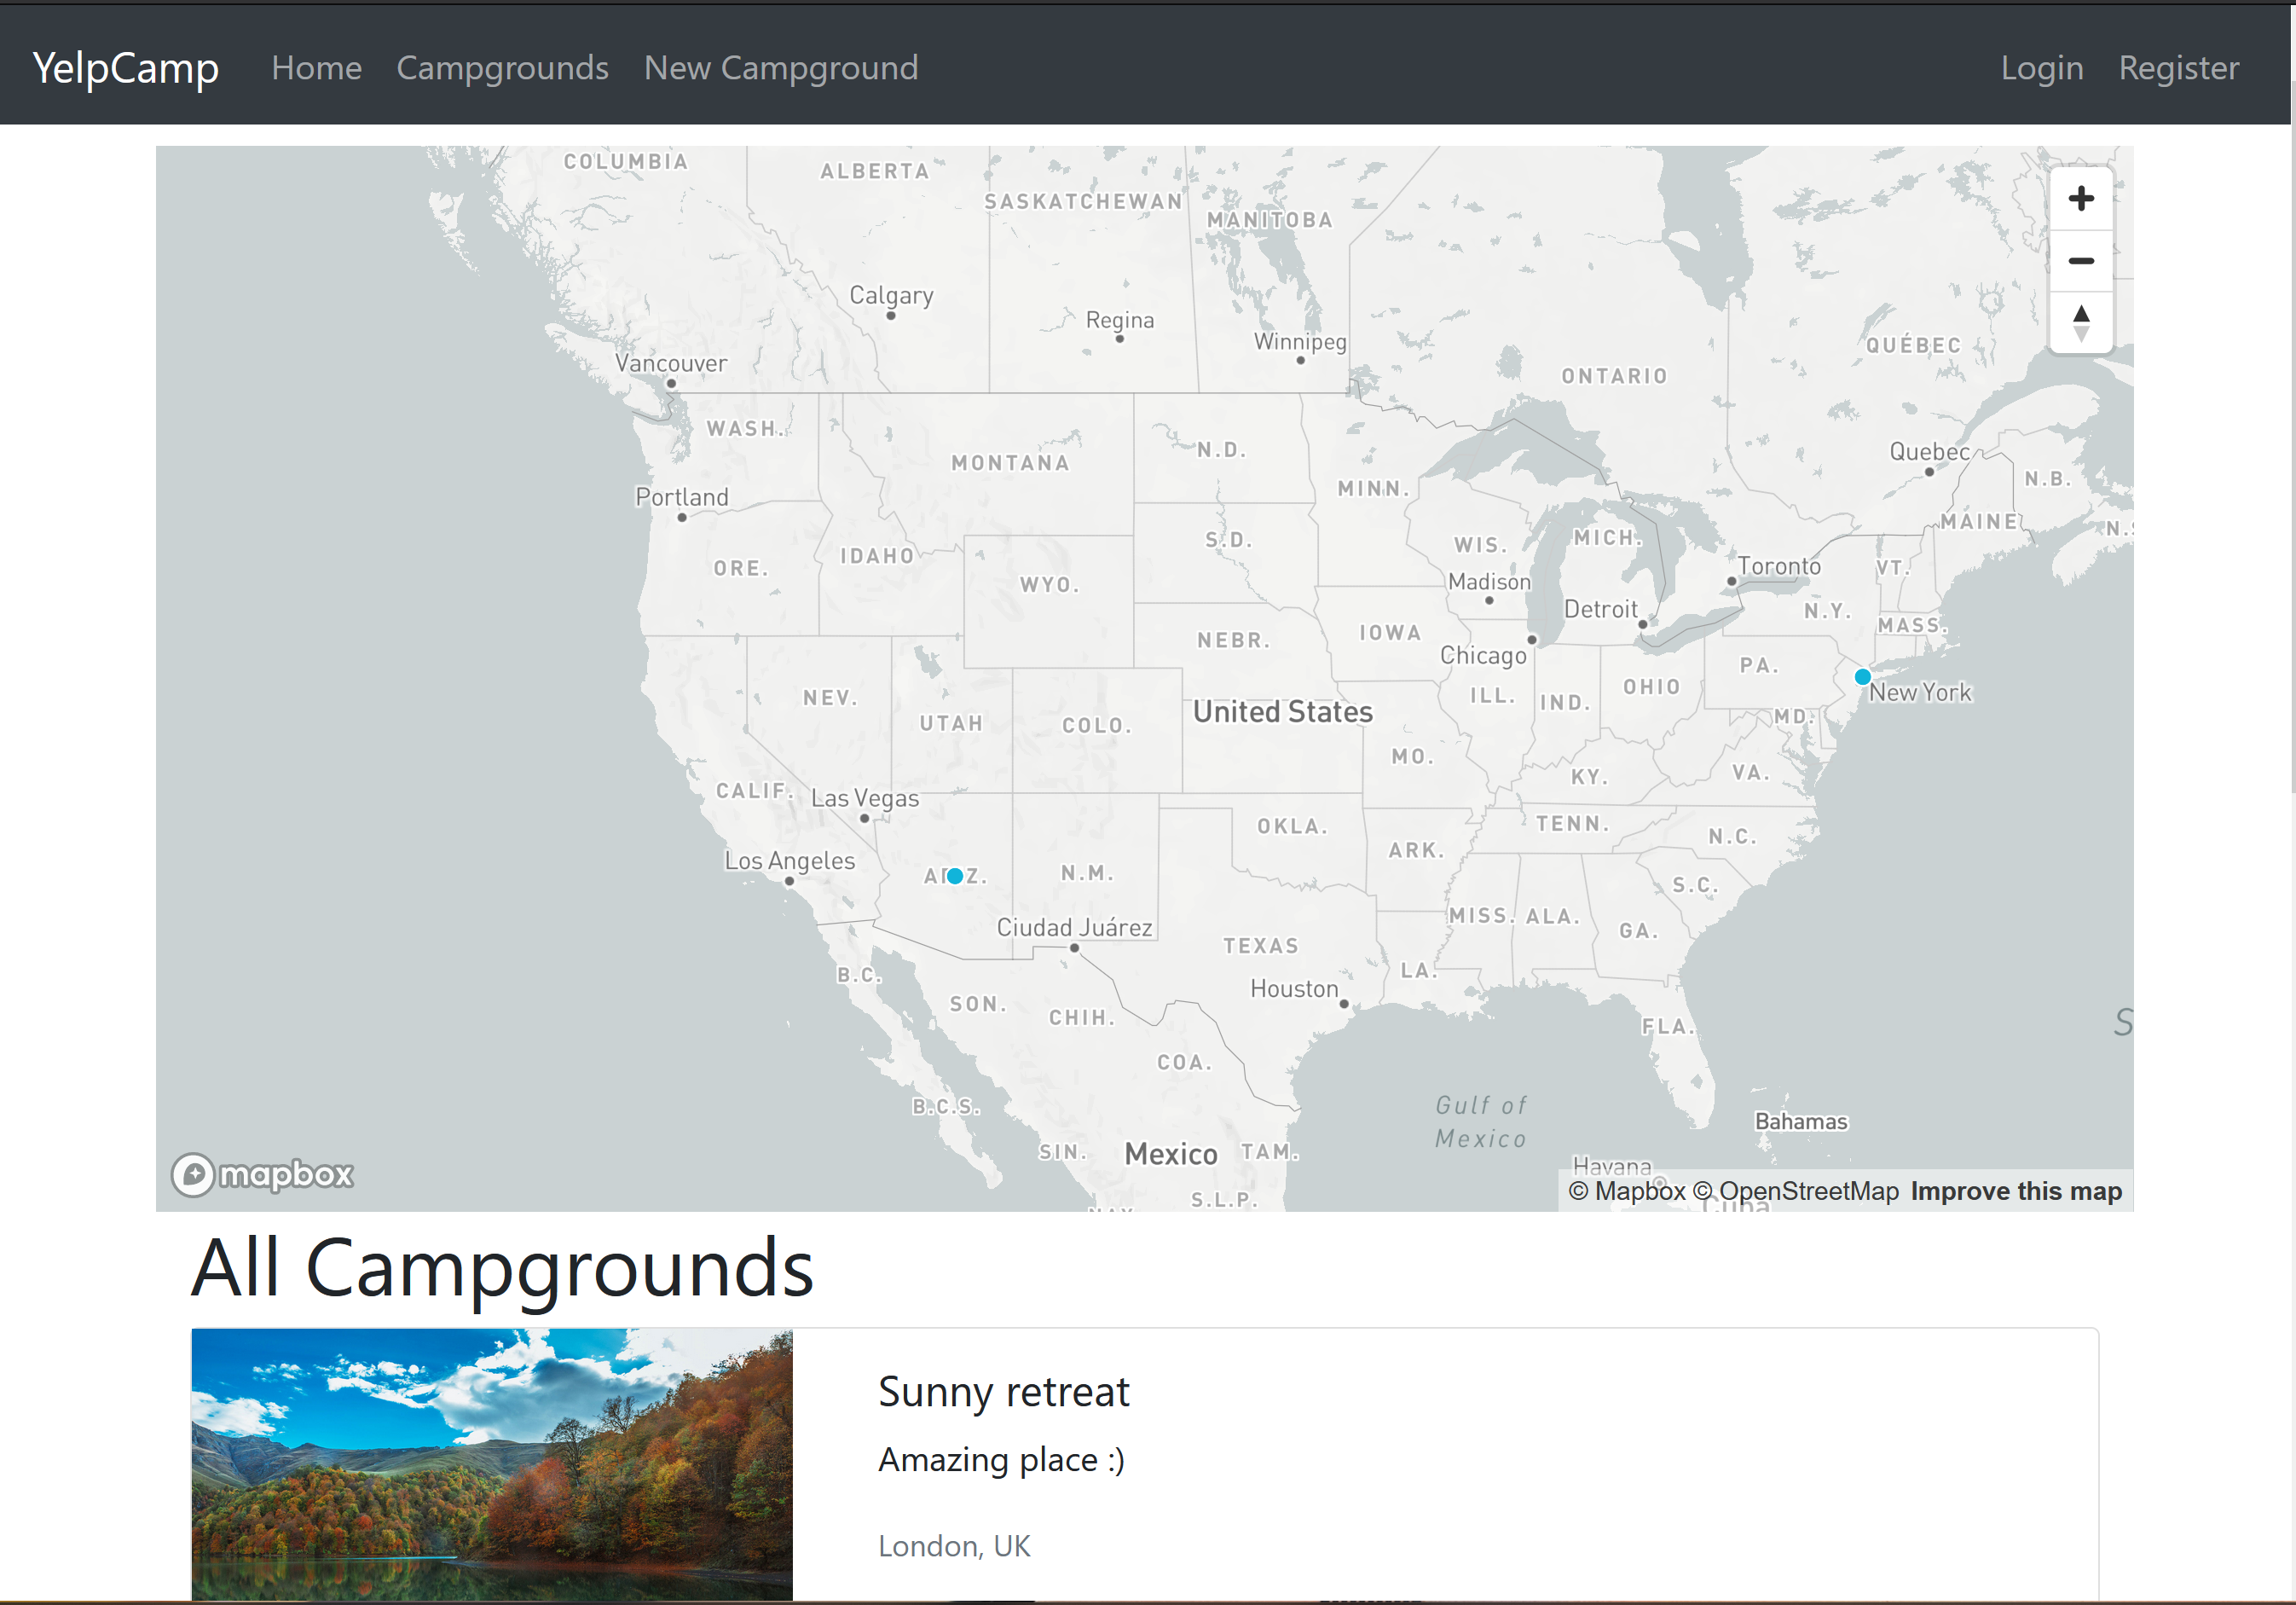 YelpCamp Home Campgrounds New Campground Login Register
COLUMBIA
ALBERTA
SASKATCHEWAN
MANITOBA
Calgary
Regina
Winnipeg
QUÉBEC
Vancouver
ONTARIO
WASH.
N.D.
Quebec
MONTANA
N.B.
MINN.
Portland
MAINE
N.S
S.D.
MICH.
WIS.
IDAHO
Toronto
VT.
ORE.
WYO.
Madison
Detroit
N.Y.
MASS.
NEBR.
IOWA
Chicago
PA.
NEV.
ILL.
IND.
OHIO
New York
United States
UTAH
COLO.
MD.
MO.
KY.
VA.
CALIF.
Las Vegas
OKLA.
TENN.
N.C.
ARK.
Los Angeles
N.M.
S.C.
MISS.
ALA.
Ciudad Juárez
GA.
TEXAS
LA.
B.C.
Houston
SON.
CHIH.
S
FLA.
COA.
B.C.S.
Gulf of
Mexico
Bahamas
SIN.
Mexico
TAM.
Havana
mapbox
© Mapbox © OpenStreetMap Improve this map
S.L.P.
Cuba
All Campgrounds
Sunny retreat
Amazing place :)
London, UK